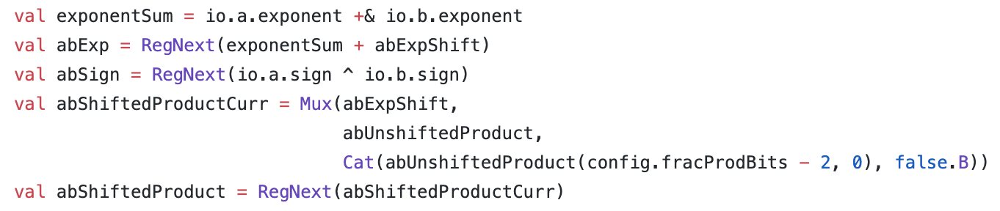 val exponentSum = io.a.exponent +& io.b.exponent
val abExp = RegNext(exponentSum + abExpShift)
val abSign = RegNext(io.a.sign ^ io.b.sign)
val abShiftedProductCurr = Mux(abExpShift,
                               abUnshiftedProduct,
                               Cat(abUnshiftedProduct(config.fracProdBits - 2, 0), false.B))
val abShiftedProduct = RegNext(abShiftedProductCurr)